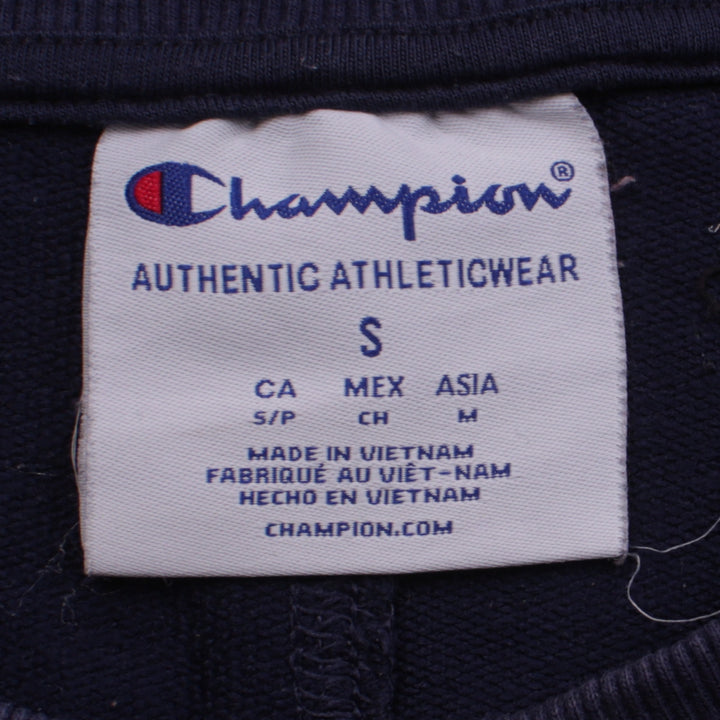 Champion®
AUTHENTIC ATHLETICWEAR
S
CA MEX ASIA
S/P CH M
MADE IN VIETNAM
FABRIQUÉ AU VIÊT-NAM
HECHO EN VIETNAM
CHAMPION.COM